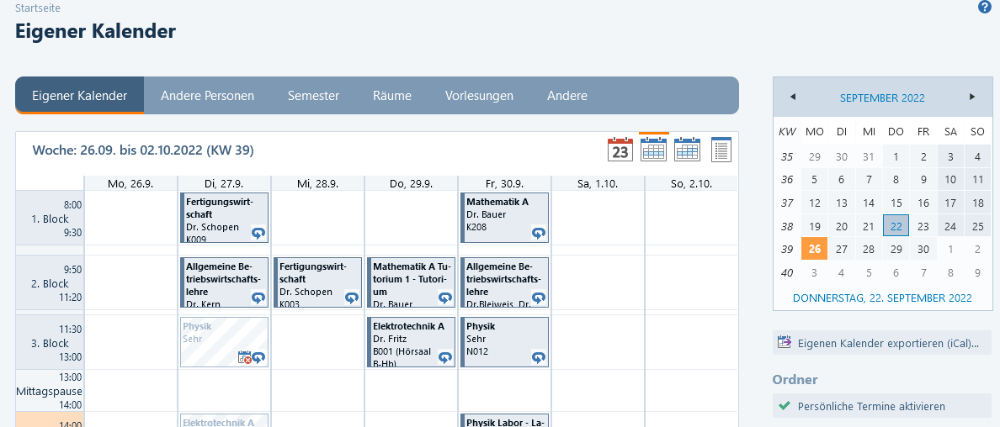 Startseite
Eigener Kalender
Eigener Kalender Andere Personen Semester Räume Vorlesungen Andere
Woche: 26.09. bis 02.10.2022 (KW 39)
23
Mo, 26.9. Di, 27.9. Mi, 28.9. Do, 29.9. Fr, 30.9. Sa, 1.10. So, 2.10.
8:00
1. Block
9:30
Fertigungswirt-
schaft
Dr. Schopen
K009
Mathematik A
Dr. Bauer
K208
9:50
2. Block
11:20
Allgemeine Be-
triebswirtschafts-
lehre
Dr. Kern
Fertigungswirt-
schaft
Dr. Schopen
K003
Mathematik A Tu-
torium 1 - Tutori-
um
Dr. Bauer
Allgemeine Be-
triebswirtschafts-
lehre
Dr.Bleiweis, Dr.
11:30
3. Block
13:00
Physik
Sehr
Elektrotechnik A
Dr. Fritz
B001 (Hörsaal
B-Hb)
Physik
Sehr
N012
13:00
Mittagspause
14:00
14:00
Elektrotechnik A
Physik Labor - La-
?
SEPTEMBER 2022
KW MO DI MI DO FR SA SO
35 29 30 31 1 2 3 4
36 5 6 7 8 9 10 11
37 12 13 14 15 16 17 18
38 19 20 21 22 23 24 25
39 26 27 28 29 30 1 2
40 3 4 5 6 7 8 9
DONNERSTAG, 22. SEPTEMBER 2022
Eigenen Kalender exportieren (iCal)...
Ordner
Persönliche Termine aktivieren